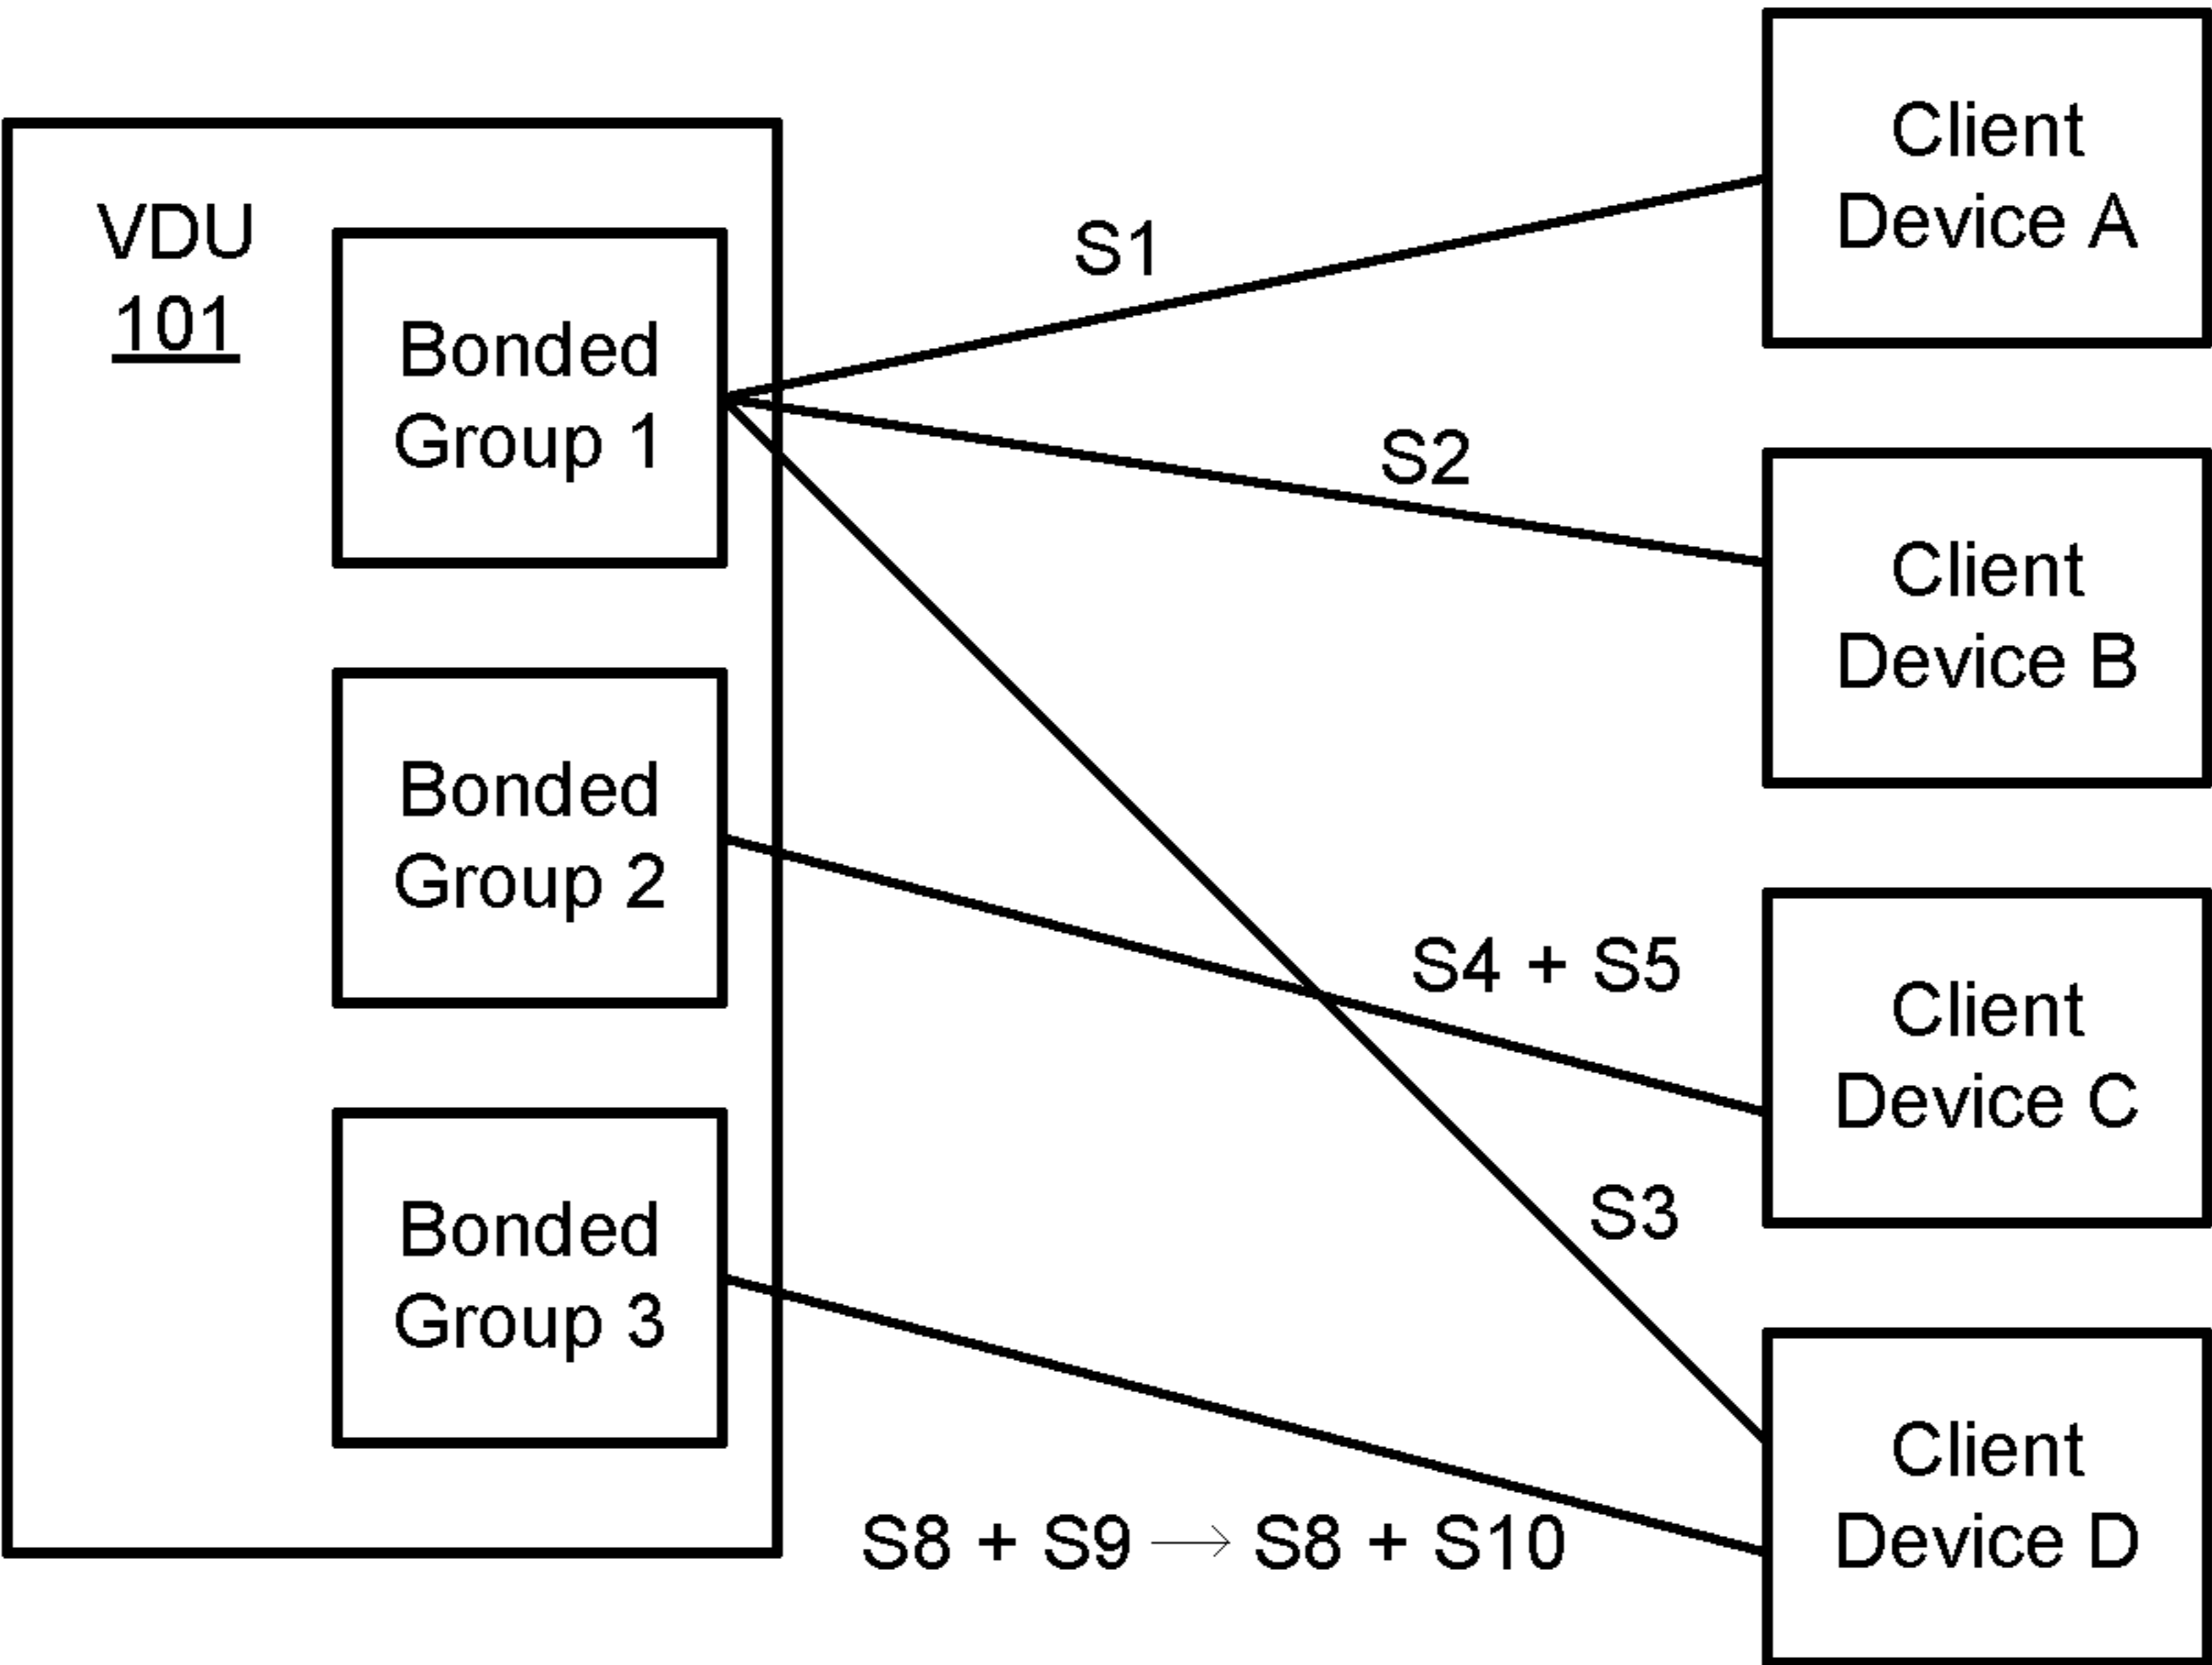 VDU
101
Bonded
Group 1
Bonded
Group 2
Bonded
Group 3
S1
S2
S4 + S5
S3
S8 + S9 → S8 + S10
Client
Device A
Client
Device B
Client
Device C
Client
Device D